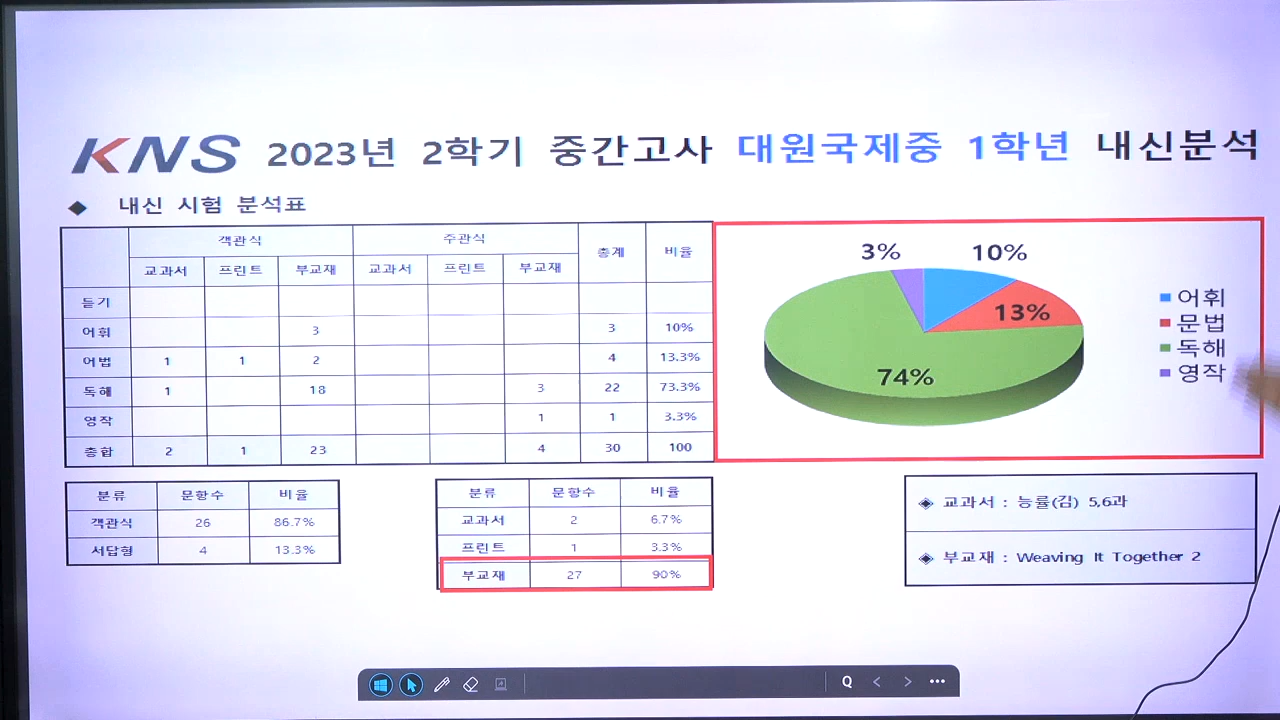 KNS 2023년 2학기 중간고사 대원국제중 1학년 내신분석
◆ 내신 시험 분석표
객관식 주관식 총계 비율
교과서 프린트 부교재 교과서 프린트 부교재
듣기
어휘 3 3 10%
어법 1 1 2 4 13.3%
독해 1 18 3 22 73.3%
영작 1 1 3.3%
총합 2 1 23 4 30 100
3% 10%
13%
74%
어휘
문법
독해
영작
분류 문항수 비율
객관식 26 86.7%
서답형 4 13.3%
분류 문항수 비율
교과서 2 6.7%
프린트 1 3.3%
부교재 27 90%
◈ 교과서 : 능률(김) 5,6과
◈ 부교재 : Weaving It Together 2